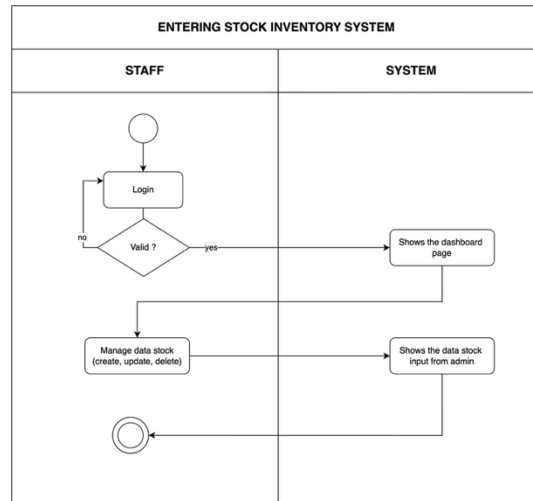 ENTERING STOCK INVENTORY SYSTEM
STAFF
SYSTEM
Login
no
Valid ?
yes
Shows the dashboard
page
Manage data stock
(create, update, delete)
Shows the data stock
input from admin